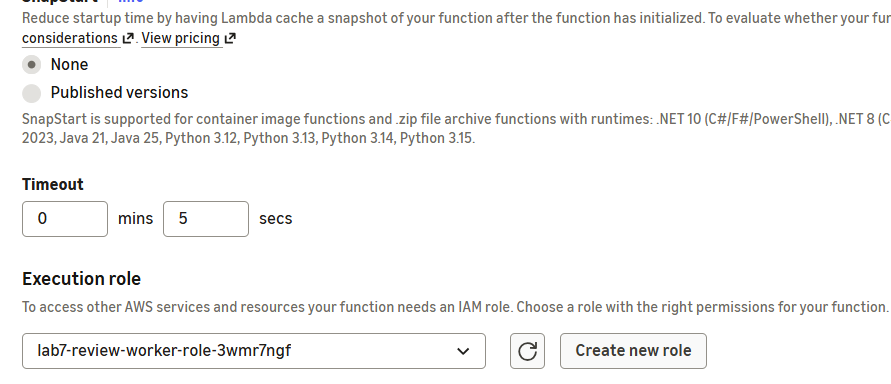 Reduce startup time by having Lambda cache a snapshot of your function after the function has initialized. To evaluate whether your
considerations . View pricing
None
Published versions
SnapStart is supported for container image functions and .zip file archive functions with runtimes: .NET 10 (C#/F#/PowerShell), .NET 8 (C
2023, Java 21, Java 25, Python 3.12, Python 3.13, Python 3.14, Python 3.15.
Timeout
0 mins 5 secs
Execution role
To access other AWS services and resources your function needs an IAM role. Choose a role with the right permissions for your function.
lab7-review-worker-role-3wmr7ngf Create new role